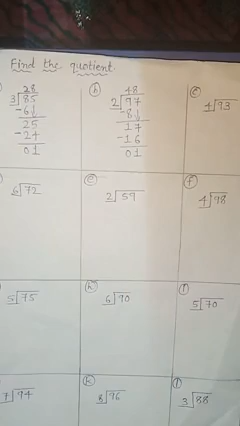 Find the quotient
28
3)85
-6↓
25
-24
01
(b)
48
2)97
-8↓
17
-16
01
(c)
4)93
6)72
(e)
2)59
(f)
4)98
5)75
(h)
6)90
(i)
5)70
7)94
(k)
8)96
(l)
3)88